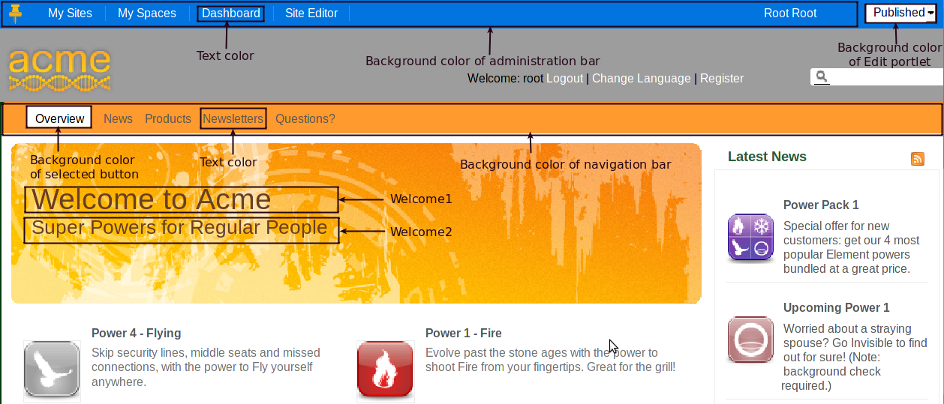 My Sites My Spaces Dashboard Site Editor Root Root Published
Text color
Background color of administration bar
Background color
of Edit portlet
acme
Welcome: root Logout | Change Language | Register
Overview News Products Newsletters Questions?
Background color
of selected button
Text color
Background color of navigation bar
Welcome to Acme
Welcome1
Super Powers for Regular People
Welcome2
Power 4 - Flying
Skip security lines, middle seats and missed
connections, with the power to Fly yourself
anywhere.
Power 1 - Fire
Evolve past the stone ages with the power to
shoot Fire from your fingertips. Great for the grill!
Latest News
Power Pack 1
Special offer for new
customers: get our 4 most
popular Element powers
bundled at a great price.
Upcoming Power 1
Worried about a straying
spouse? Go Invisible to find
out for sure! (Note:
background check
required.)